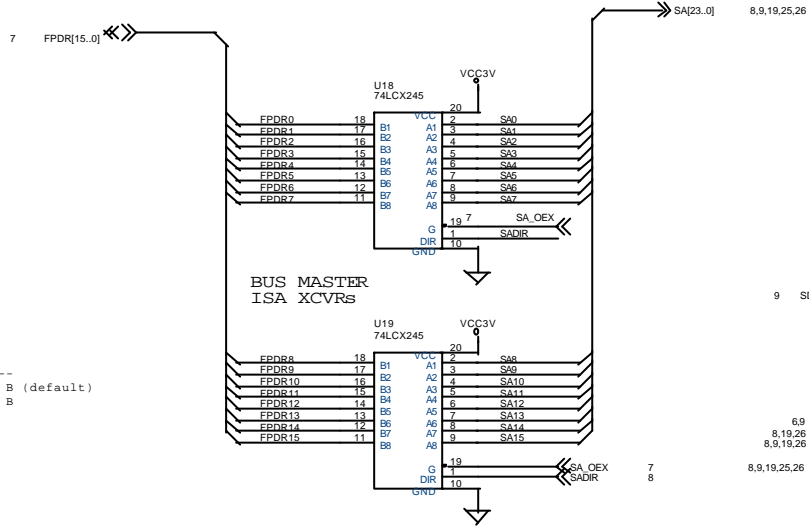 SA[23..0] 8,9,19,25,26
7 FPDR[15..0]
VCC3V
U18
74LCX245
20
VCC
FPDR0 18 B1 A1 2 SA0
FPDR1 17 B2 A2 3 SA1
FPDR2 16 B3 A3 4 SA2
FPDR3 15 B4 A4 5 SA3
FPDR4 14 B5 A5 6 SA4
FPDR5 13 B6 A6 7 SA5
FPDR6 12 B7 A7 8 SA6
FPDR7 11 B8 A8 9 SA7
G 19 7 SA_OEX
DIR 1 SADIR
GND 10
BUS MASTER
ISA XCVRs
9
VCC3V
U19
74LCX245
20
VCC
FPDR8 18 B1 A1 2 SA8
FPDR9 17 B2 A2 3 SA9
FPDR10 16 B3 A3 4 SA10
FPDR11 15 B4 A4 5 SA11
FPDR12 14 B5 A5 6 SA12
FPDR13 13 B6 A6 7 SA13
FPDR14 12 B7 A7 8 SA14
FPDR15 11 B8 A8 9 SA15
--
B (default)
B
6,9
8,19,26
8,9,19,26
G 19 SA_OEX 7 8,9,19,25,26
DIR 1 SADIR 8
GND 10